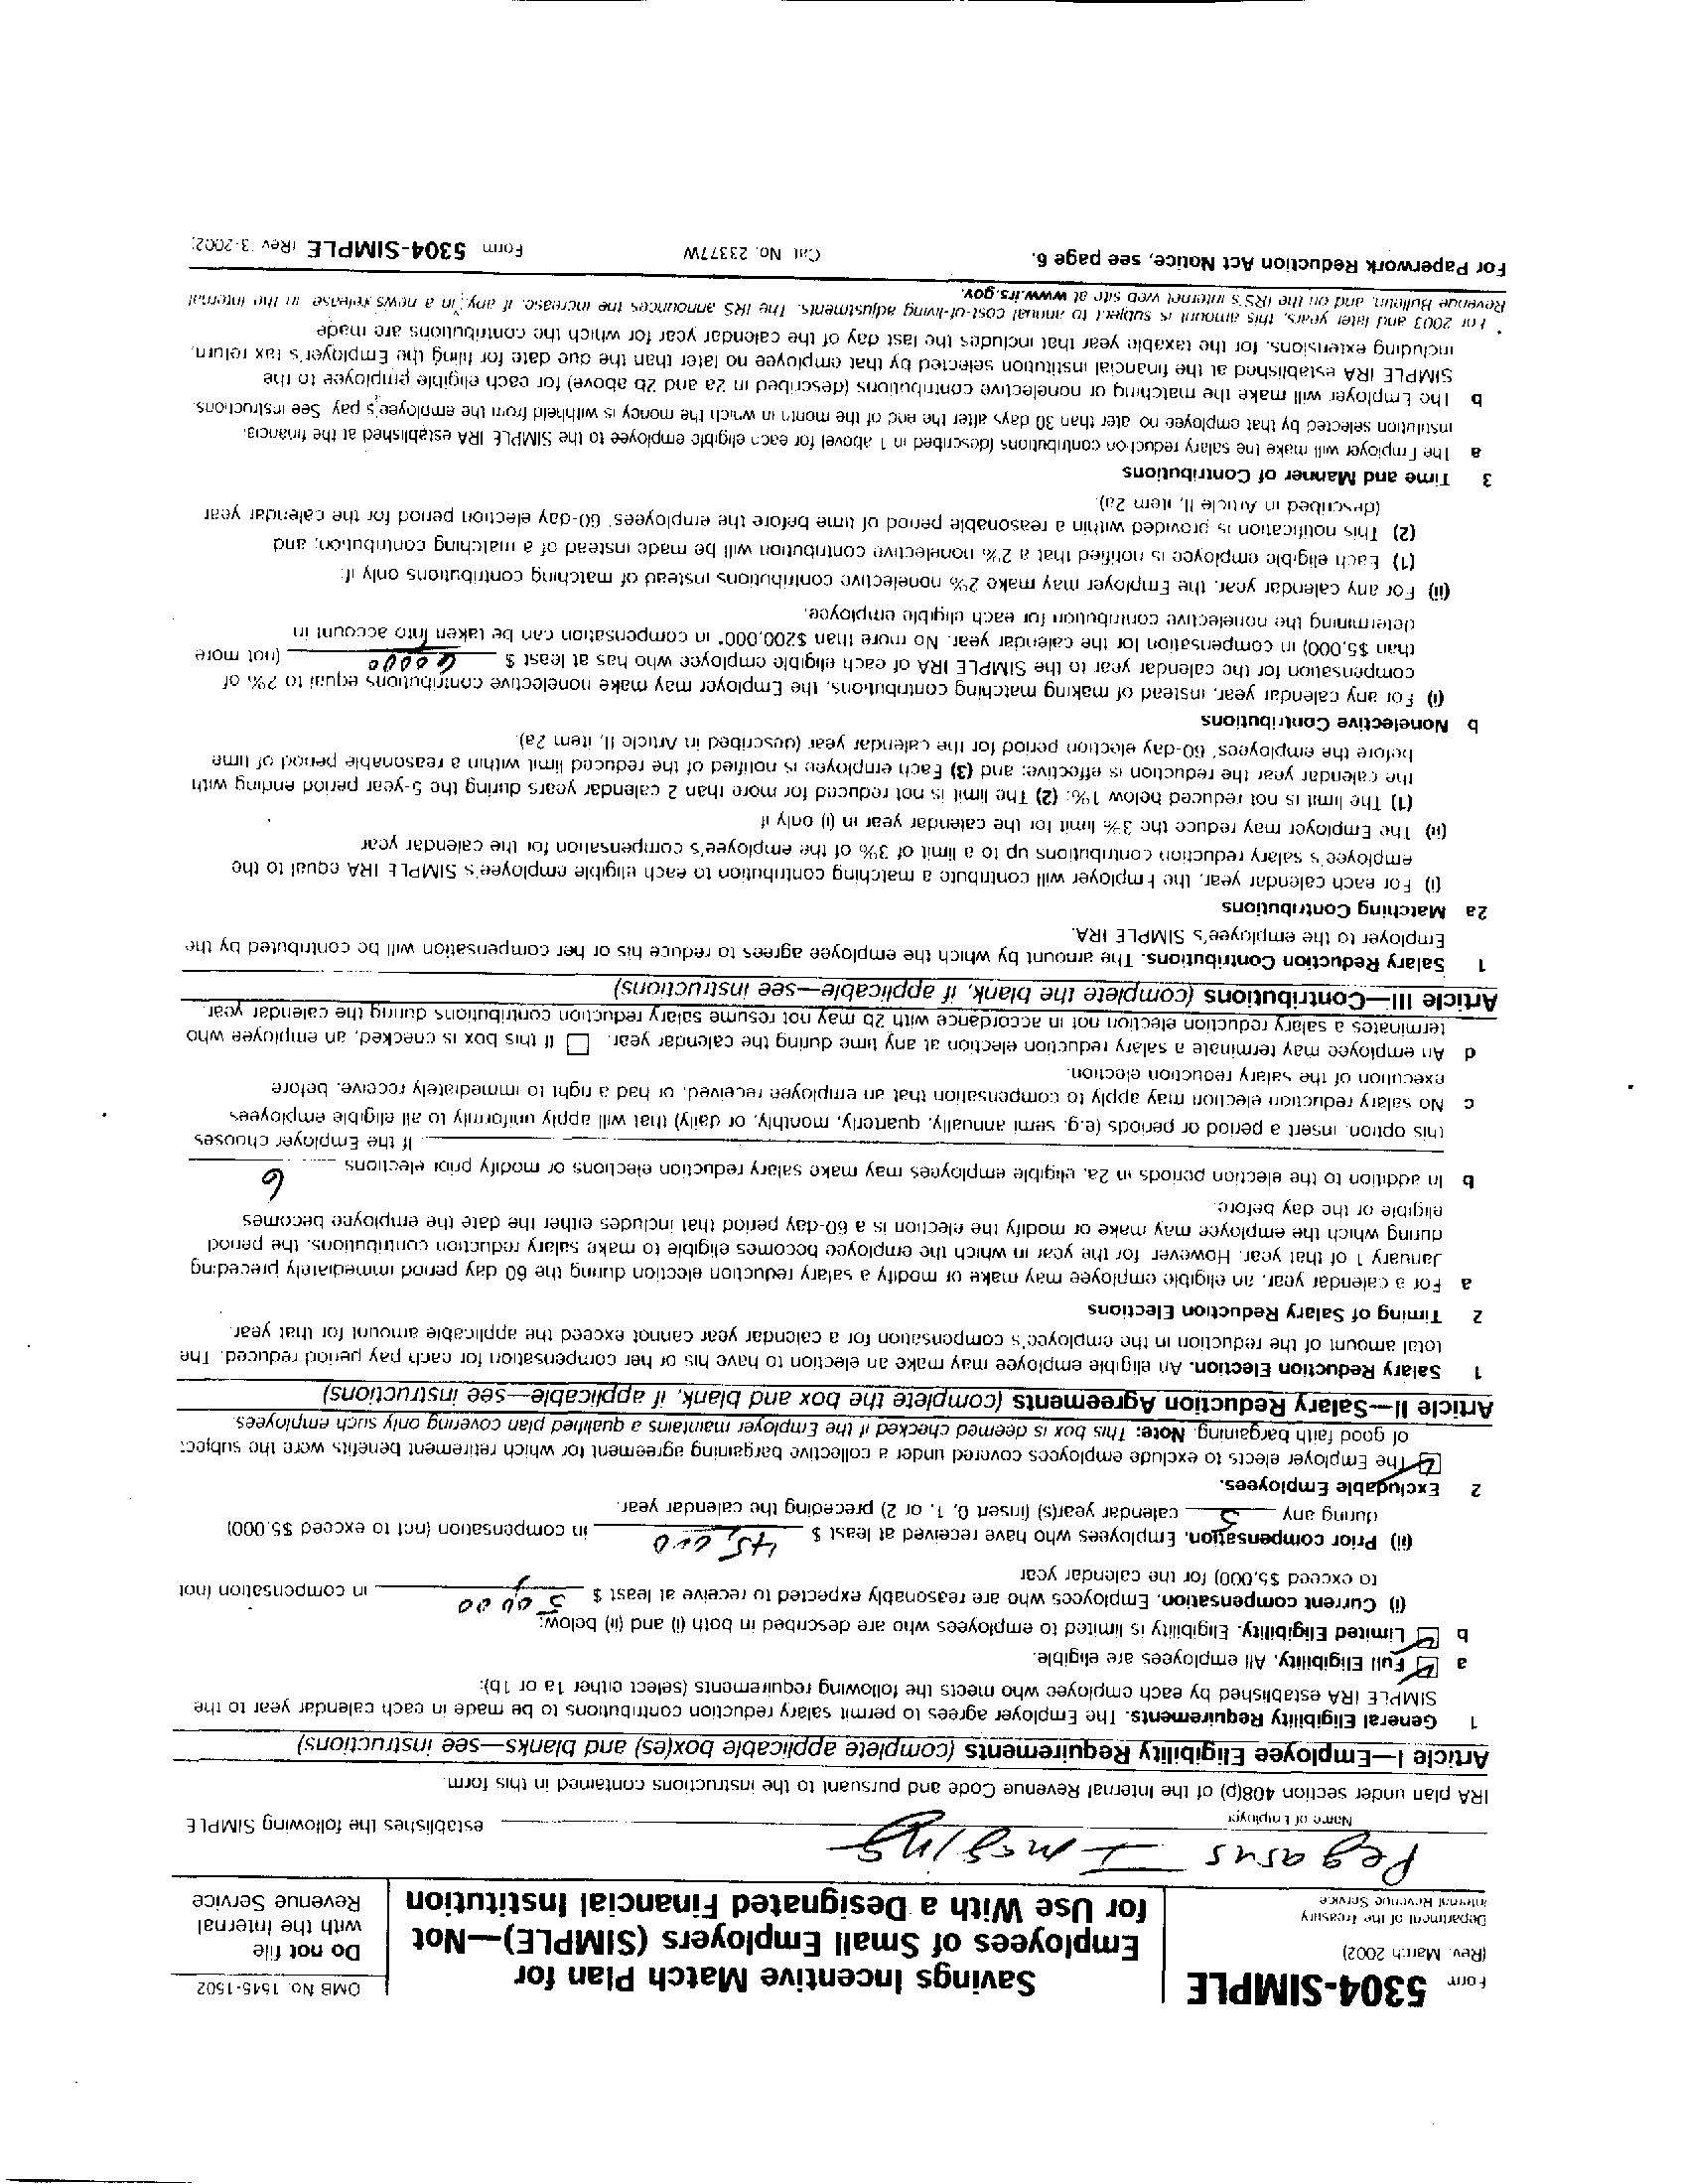 Form 5304-SIMPLE
(Rev. March 2002)
Department of the Treasury
Internal Revenue Service
Savings Incentive Match Plan for
Employees of Small Employers (SIMPLE)—Not
for Use With a Designated Financial Institution
OMB No. 1545-1502
Do not file
with the Internal
Revenue Service
Pegasus
Name of Employer
establishes the following SIMPLE
IRA plan under section 408(p) of the Internal Revenue Code and pursuant to the instructions contained in this form.
Article I—Employee Eligibility Requirements (complete applicable box(es) and blanks—see instructions)
1 General Eligibility Requirements. The Employer agrees to permit salary reduction contributions to be made in each calendar year to the
SIMPLE IRA established by each employee who meets the following requirements (select either 1a or 1b):
a Full Eligibility. All employees are eligible.
b Limited Eligibility. Eligibility is limited to employees who are described in both (i) and (ii) below:
(i) Current compensation. Employees who are reasonably expected to receive at least $ in compensation (not
to exceed $5,000) for the calendar year
(ii) Prior compensation. Employees who have received at least $ 45,000 in compensation (not to exceed $5,000)
during any 5 calendar year(s) (insert 0, 1, or 2) preceding the calendar year.
2 Excludable Employees.
The Employer elects to exclude employees covered under a collective bargaining agreement for which retirement benefits were the subject
of good faith bargaining. Note: This box is deemed checked if the Employer maintains a qualified plan covering only such employees.
Article II—Salary Reduction Agreements (complete the box and blank, if applicable—see instructions)
1 Salary Reduction Election. An eligible employee may make an election to have his or her compensation for each pay period reduced. The
total amount of the reduction in the employee's compensation for a calendar year cannot exceed the applicable amount for that year.
2 Timing of Salary Reduction Elections
a For a calendar year, an eligible employee may make or modify a salary reduction election during the 60 day period immediately preceding
January 1 of that year. However, for the year in which the employee becomes eligible to make salary reduction contributions, the period
during which the employee may make or modify the election is a 60-day period that includes either the date the employee becomes
eligible or the day before.
b In addition to the election periods in 2a, eligible employees may make salary reduction elections or modify prior elections 6
If the Employer chooses
this option, insert a period or periods (e.g. semi annually, quarterly, monthly, or daily) that will apply uniformly to all eligible employees
c No salary reduction election may apply to compensation that an employee received, or had a right to immediately receive, before
execution of the salary reduction election.
d An employee may terminate a salary reduction election at any time during the calendar year. ☐ If this box is checked, an employee who
terminates a salary reduction election not in accordance with 2b may not resume salary reduction contributions during the calendar year.
Article III—Contributions (complete the blank, if applicable—see instructions)
1 Salary Reduction Contributions. The amount by which the employee agrees to reduce his or her compensation will be contributed by the
Employer to the employee's SIMPLE IRA.
2a Matching Contributions
(i) For each calendar year, the Employer will contribute a matching contribution to each eligible employee's SIMPLE IRA equal to the
employee's salary reduction contributions up to a limit of 3% of the employee's compensation for the calendar year
(ii) The Employer may reduce the 3% limit for the calendar year in (i) only if
(1) The limit is not reduced below 1%; (2) The limit is not reduced for more than 2 calendar years during the 5-year period ending with
the calendar year the reduction is effective; and (3) Each employee is notified of the reduced limit within a reasonable period of time
before the employees' 60-day election period for the calendar year (described in Article II, item 2a).
b Nonelective Contributions
(i) For any calendar year, instead of making matching contributions, the Employer may make nonelective contributions equal to 2% of
compensation for the calendar year to the SIMPLE IRA of each eligible employee who has at least $ (not more
than $5,000) in compensation for the calendar year. No more than $200,000* in compensation can be taken into account in
determining the nonelective contribution for each eligible employee.
(ii) For any calendar year, the Employer may make 2% nonelective contributions instead of matching contributions only if:
(1) Each eligible employee is notified that a 2% nonelective contribution will be made instead of a matching contribution; and
(2) This notification is provided within a reasonable period of time before the employees' 60-day election period for the calendar year
(described in Article II, item 2a).
3 Time and Manner of Contributions
a The Employer will make the salary reduction contributions (described in 1 above) for each eligible employee to the SIMPLE IRA established at the financial
institution selected by that employee no later than 30 days after the end of the month in which the money is withheld from the employee's pay See instructions.
b The Employer will make the matching or nonelective contributions (described in 2a and 2b above) for each eligible employee to the
SIMPLE IRA established at the financial institution selected by that employee no later than the due date for filing the Employer's tax return,
including extensions, for the taxable year that includes the last day of the calendar year for which the contributions are made
* For 2003 and later years, this amount is subject to annual cost-of-living adjustments. The IRS announces the increase, if any, in a news release, in the Internal
Revenue Bulletin, and on the IRS's internet web site at www.irs.gov.
For Paperwork Reduction Act Notice, see page 6. Cat. No. 23377W Form 5304-SIMPLE (Rev 3-2002)